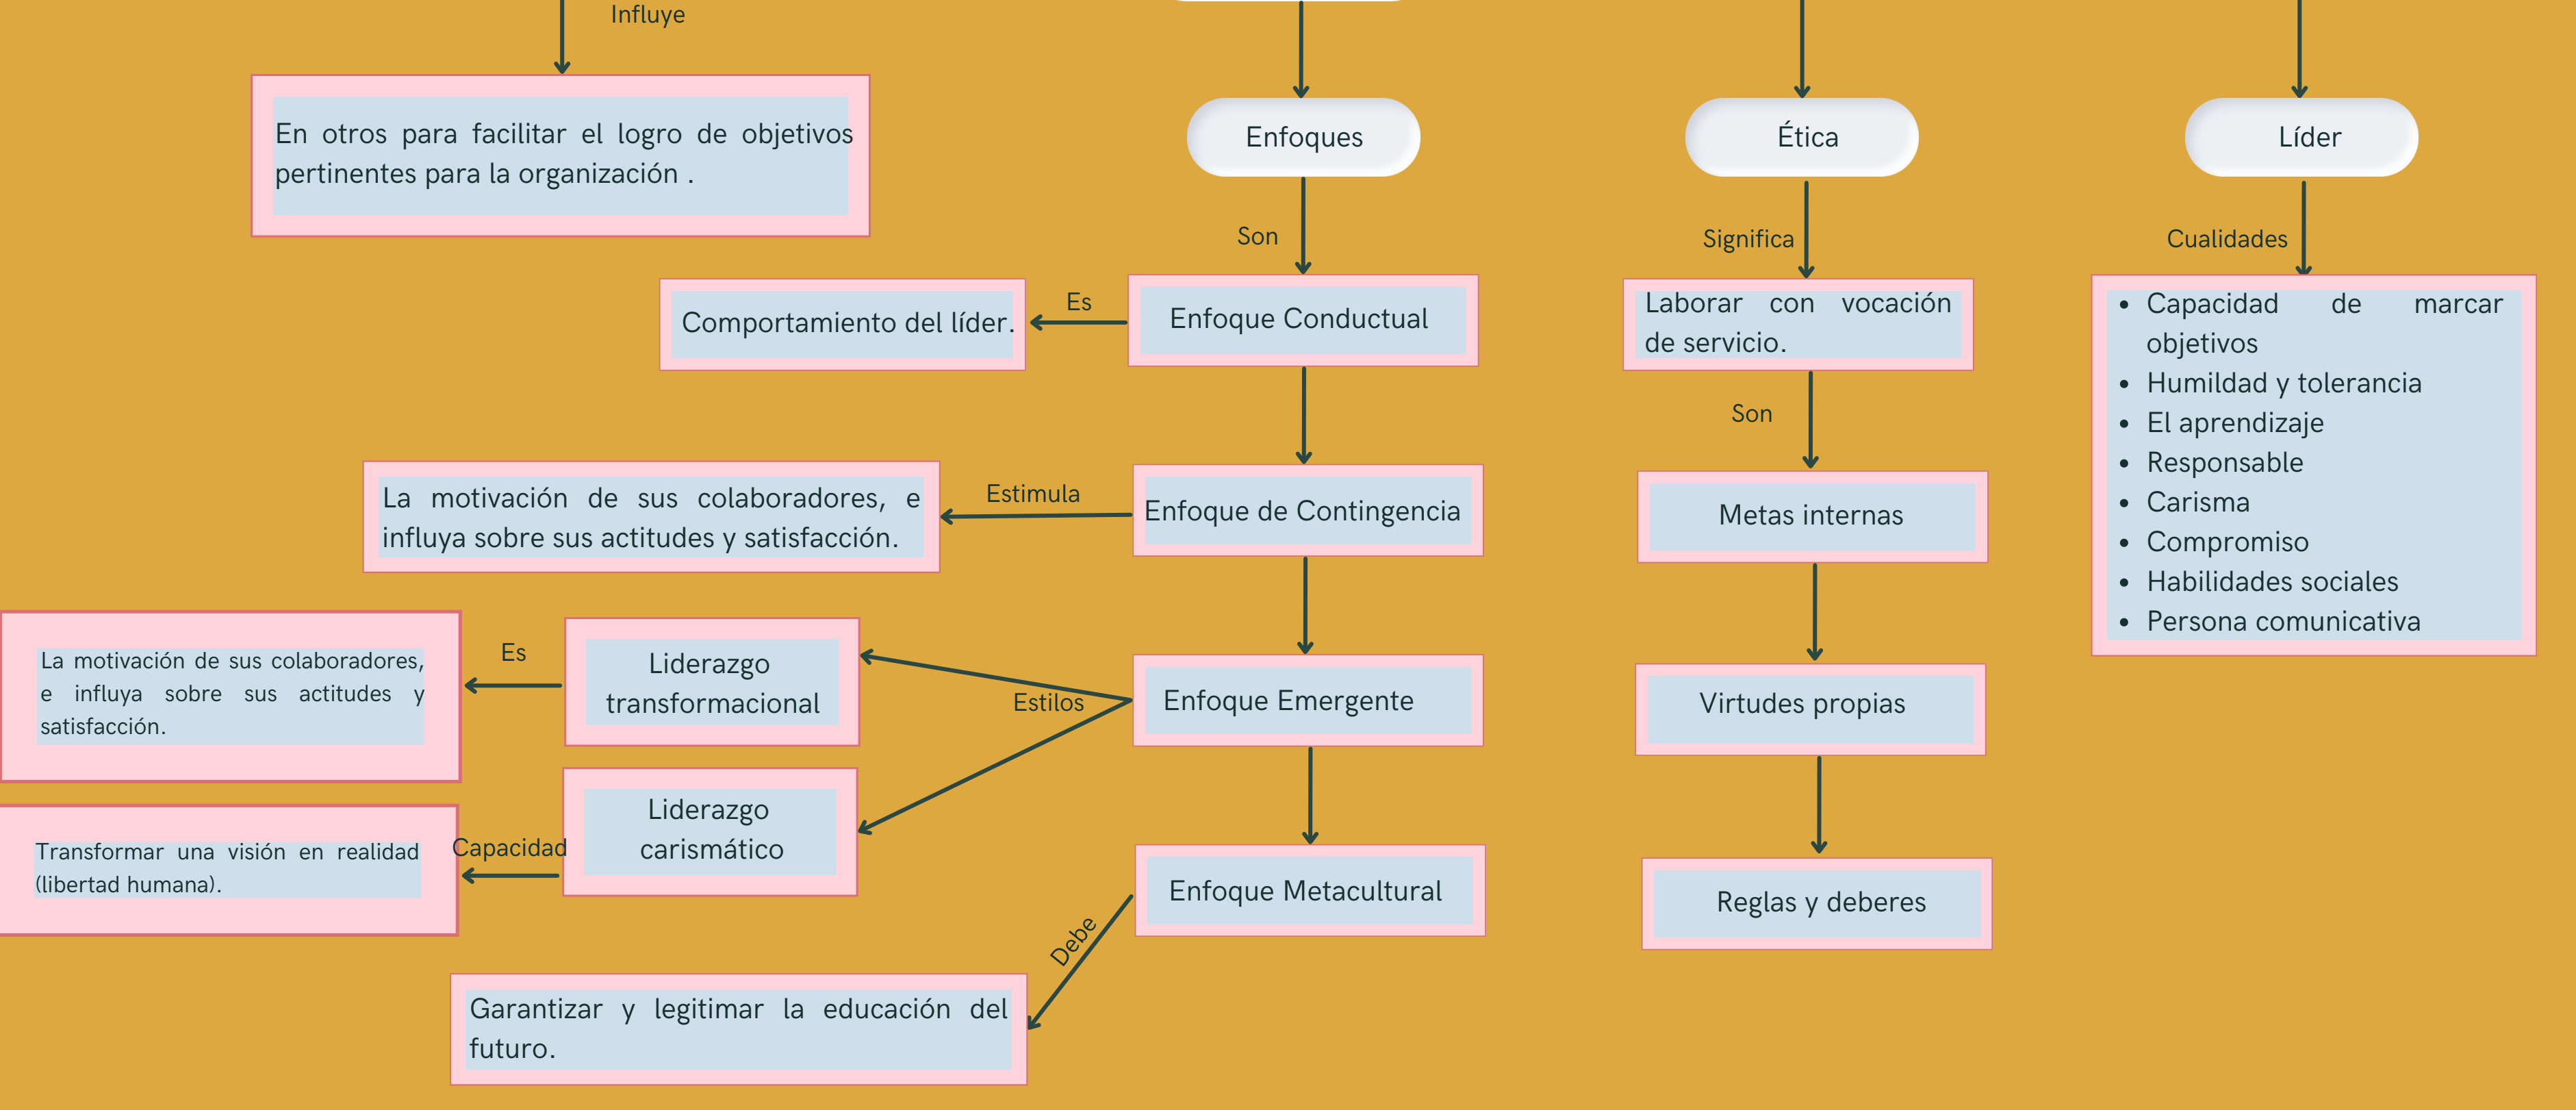 Influye
En otros para facilitar el logro de objetivos
pertinentes para la organización .
Enfoques
Son
Enfoque Conductual
Es
Comportamiento del líder.
Enfoque de Contingencia
Estimula
La motivación de sus colaboradores, e
influya sobre sus actitudes y satisfacción.
Enfoque Emergente
Estilos
Liderazgo
transformacional
Es
La motivación de sus colaboradores,
e influya sobre sus actitudes y
satisfacción.
Liderazgo
carismático
Capacidad
Transformar una visión en realidad
(libertad humana).
Enfoque Metacultural
Debe
Garantizar y legitimar la educación del
futuro.
Ética
Significa
Laborar con vocación
de servicio.
Son
Metas internas
Virtudes propias
Reglas y deberes
Líder
Cualidades
• Capacidad de marcar
objetivos
• Humildad y tolerancia
• El aprendizaje
• Responsable
• Carisma
• Compromiso
• Habilidades sociales
• Persona comunicativa